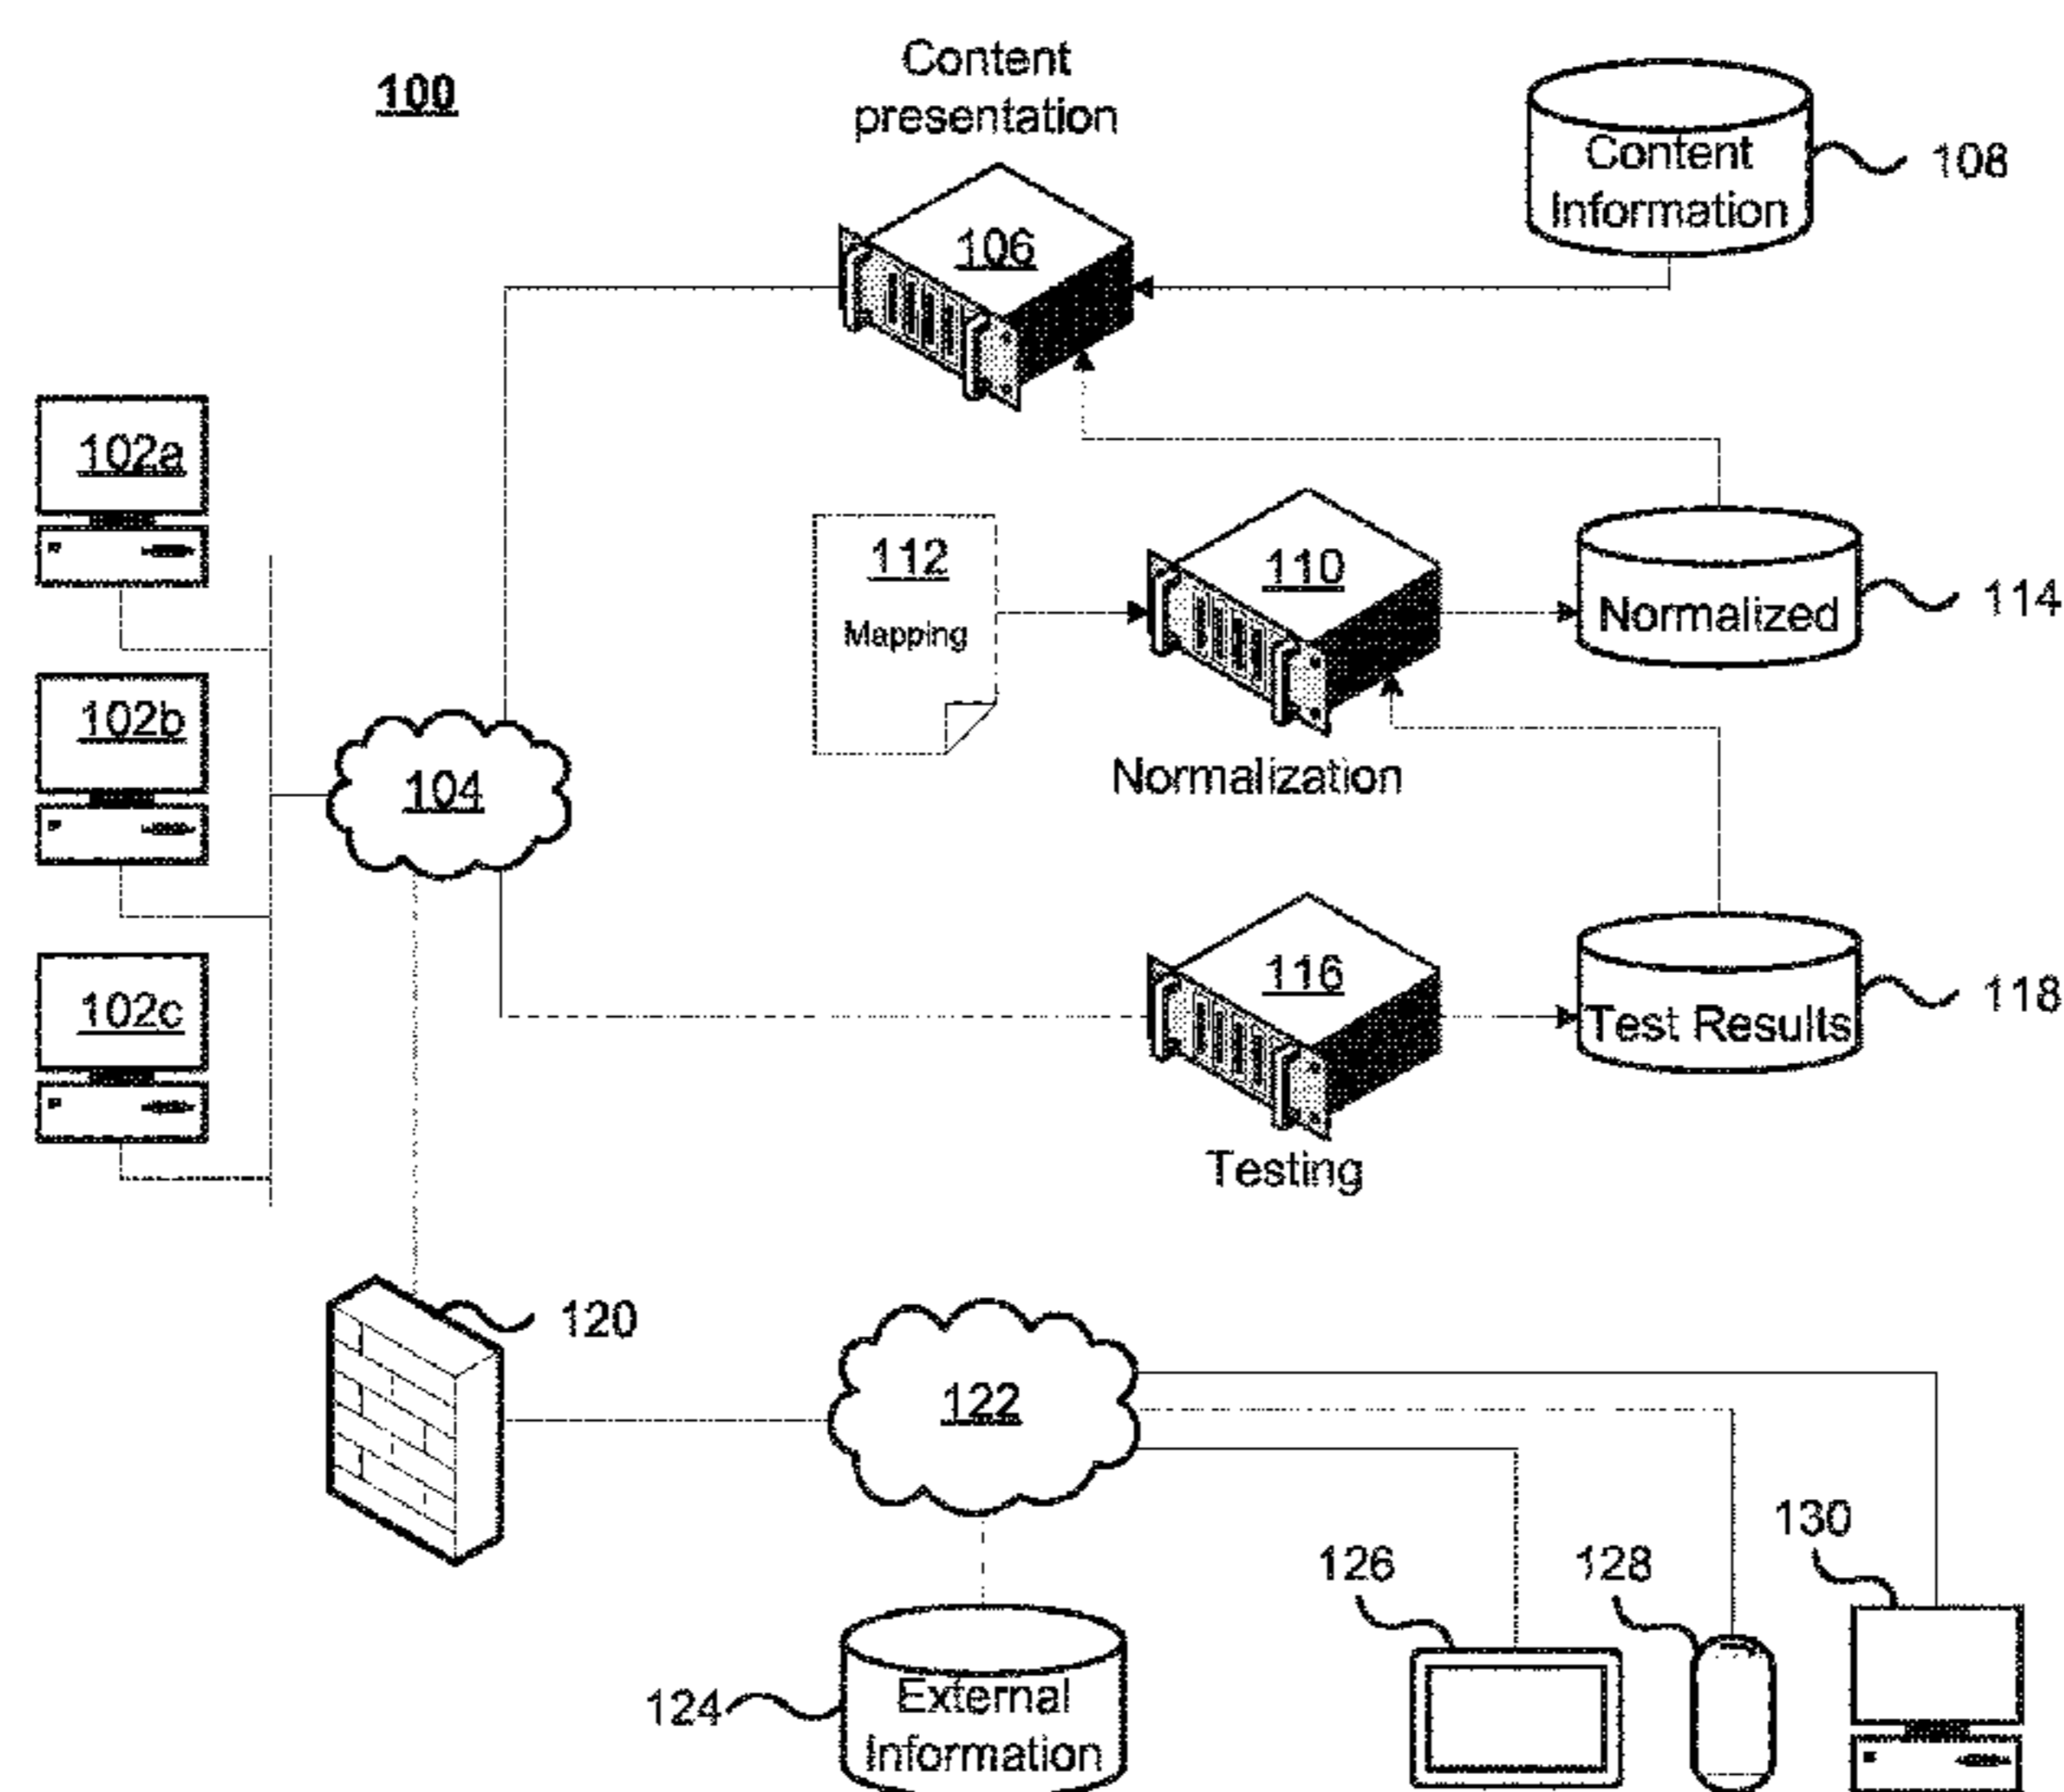 100
Content
presentation
106
Content
Information
108
102a
112
Mapping
110
Normalization
Normalized
114
102b
104
102c
116
Testing
Test Results
118
120
122
124
External
Information
126
128
130